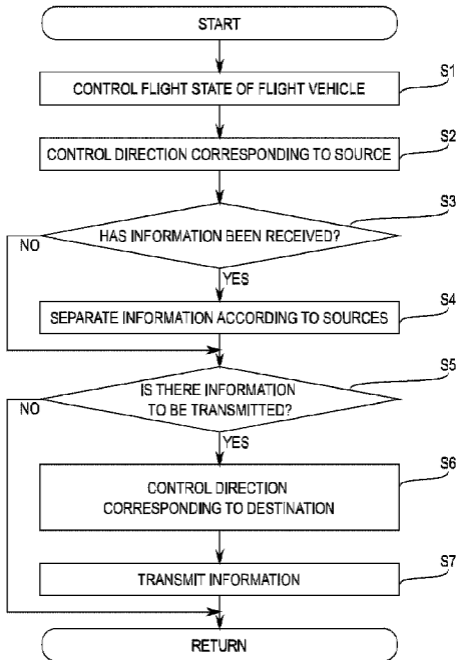 START
S1
CONTROL FLIGHT STATE OF FLIGHT VEHICLE
S2
CONTROL DIRECTION CORRESPONDING TO SOURCE
S3
HAS INFORMATION BEEN RECEIVED?
NO
YES
S4
SEPARATE INFORMATION ACCORDING TO SOURCES
S5
IS THERE INFORMATION
TO BE TRANSMITTED?
NO
YES
S6
CONTROL DIRECTION
CORRESPONDING TO DESTINATION
S7
TRANSMIT INFORMATION
RETURN